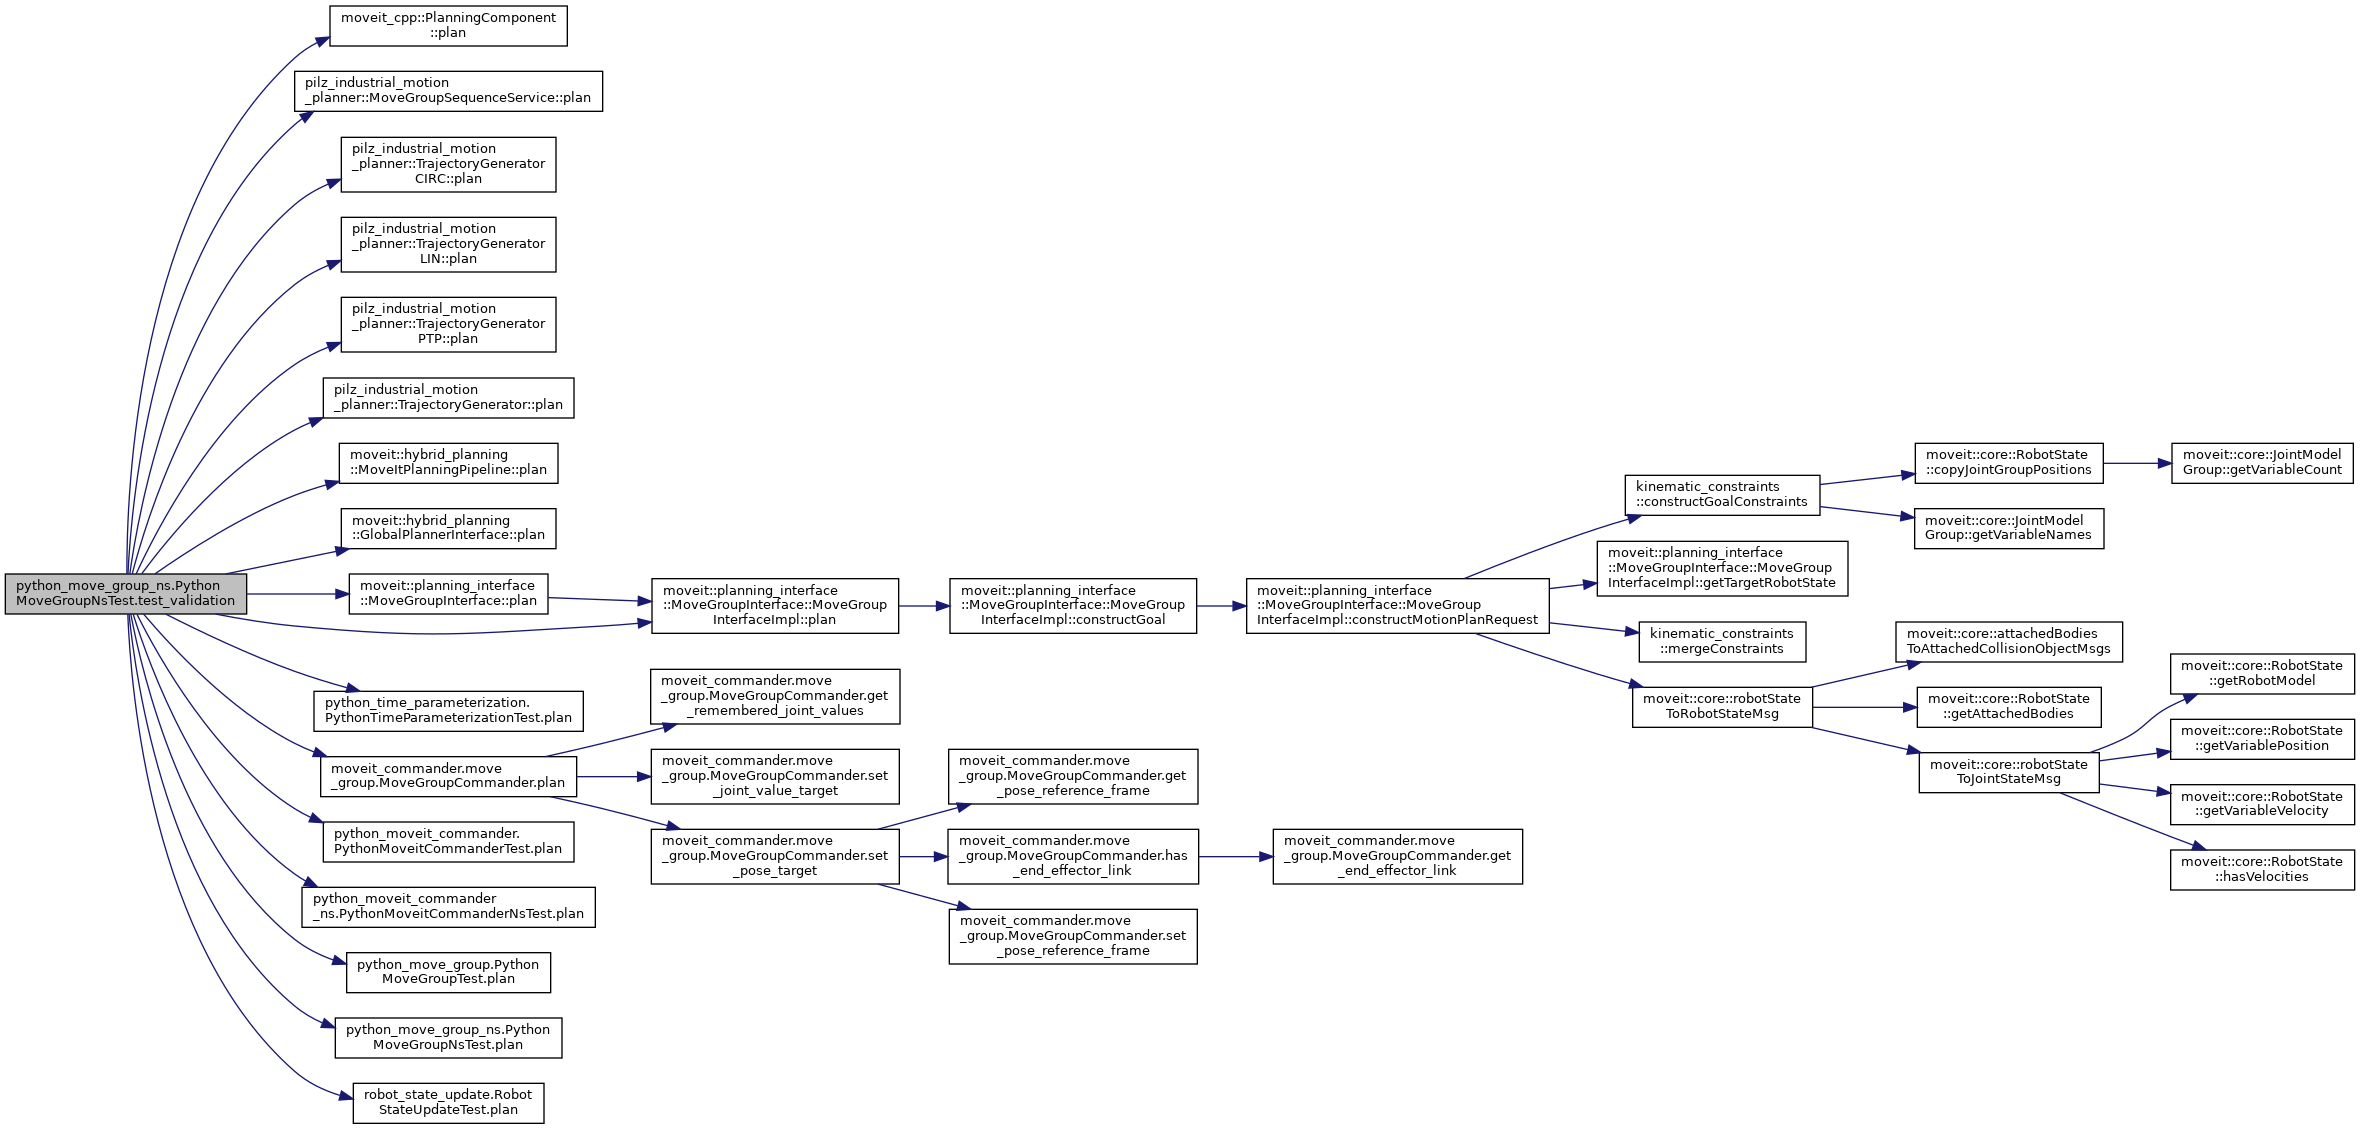 moveit_cpp::PlanningComponent
::plan
pilz_industrial_motion
_planner::MoveGroupSequenceService::plan
pilz_industrial_motion
_planner::TrajectoryGenerator
CIRC::plan
pilz_industrial_motion
_planner::TrajectoryGenerator
LIN::plan
pilz_industrial_motion
_planner::TrajectoryGenerator
PTP::plan
pilz_industrial_motion
_planner::TrajectoryGenerator::plan
moveit::hybrid_planning
::MoveItPlanningPipeline::plan
moveit::hybrid_planning
::GlobalPlannerInterface::plan
python_move_group_ns.Python
MoveGroupNsTest.test_validation
moveit::planning_interface
::MoveGroupInterface::plan
moveit::planning_interface
::MoveGroupInterface::MoveGroup
InterfaceImpl::plan
moveit::planning_interface
::MoveGroupInterface::MoveGroup
InterfaceImpl::constructGoal
moveit::planning_interface
::MoveGroupInterface::MoveGroup
InterfaceImpl::constructMotionPlanRequest
kinematic_constraints
::constructGoalConstraints
moveit::core::RobotState
::copyJointGroupPositions
moveit::core::JointModel
Group::getVariableCount
moveit::core::JointModel
Group::getVariableNames
moveit::planning_interface
::MoveGroupInterface::MoveGroup
InterfaceImpl::getTargetRobotState
kinematic_constraints
::mergeConstraints
moveit::core::robotState
ToRobotStateMsg
moveit::core::attachedBodies
ToAttachedCollisionObjectMsgs
moveit::core::RobotState
::getAttachedBodies
moveit::core::robotState
ToJointStateMsg
moveit::core::RobotState
::getRobotModel
moveit::core::RobotState
::getVariablePosition
moveit::core::RobotState
::getVariableVelocity
moveit::core::RobotState
::hasVelocities
python_time_parameterization.
PythonTimeParameterizationTest.plan
moveit_commander.move
_group.MoveGroupCommander.plan
moveit_commander.move
_group.MoveGroupCommander.get
_remembered_joint_values
moveit_commander.move
_group.MoveGroupCommander.set
_joint_value_target
moveit_commander.move
_group.MoveGroupCommander.set
_pose_target
moveit_commander.move
_group.MoveGroupCommander.get
_pose_reference_frame
moveit_commander.move
_group.MoveGroupCommander.has
_end_effector_link
moveit_commander.move
_group.MoveGroupCommander.get
_end_effector_link
moveit_commander.move
_group.MoveGroupCommander.set
_pose_reference_frame
python_moveit_commander.
PythonMoveitCommanderTest.plan
python_moveit_commander
_ns.PythonMoveitCommanderNsTest.plan
python_move_group.Python
MoveGroupTest.plan
python_move_group_ns.Python
MoveGroupNsTest.plan
robot_state_update.Robot
StateUpdateTest.plan